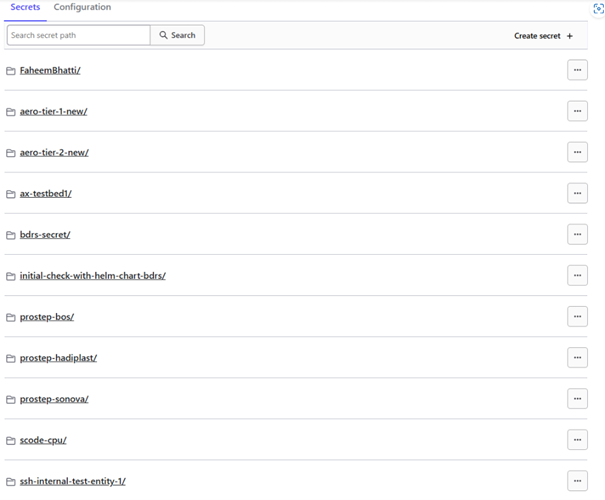 Secrets Configuration
Search secret path Search Create secret +
FaheemBhatti/
aero-tier-1-new/
aero-tier-2-new/
ax-testbed1/
bdrs-secret/
initial-check-with-helm-chart-bdrs/
prostep-bos/
prostep-hadiplast/
prostep-sonova/
scode-cpu/
ssh-internal-test-entity-1/